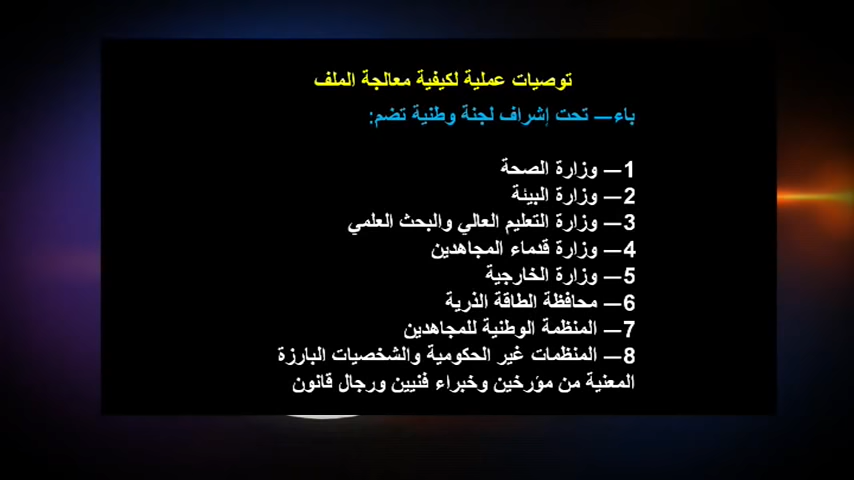 توصيات عملية لكيفية معالجة الملف
باء— تحت إشراف لجنة وطنية تضم:
1— وزارة الصحة
2— وزارة البيئة
3— وزارة التعليم العالي والبحث العلمي
4— وزارة قدماء المجاهدين
5— وزارة الخارجية
6— محافظة الطاقة الذرية
7— المنظمة الوطنية للمجاهدين
8— المنظمات غير الحكومية والشخصيات البارزة
المعنية من مؤرخين وخبراء فنيين ورجال قانون